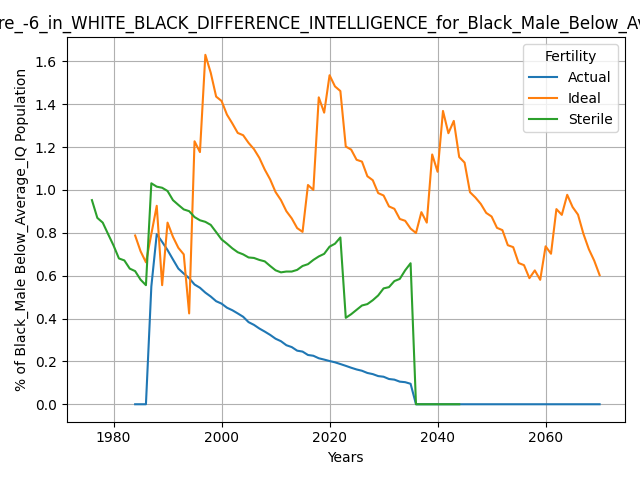 re_-6_in_WHITE_BLACK_DIFFERENCE_INTELLIGENCE_for_Black_Male_Below_Av
Fertility
Actual
Ideal
Sterile
% of Black_Male Below_Average_IQ Population
1.6
1.4
1.2
1.0
0.8
0.6
0.4
0.2
0.0
1980 2000 2020 2040 2060
Years